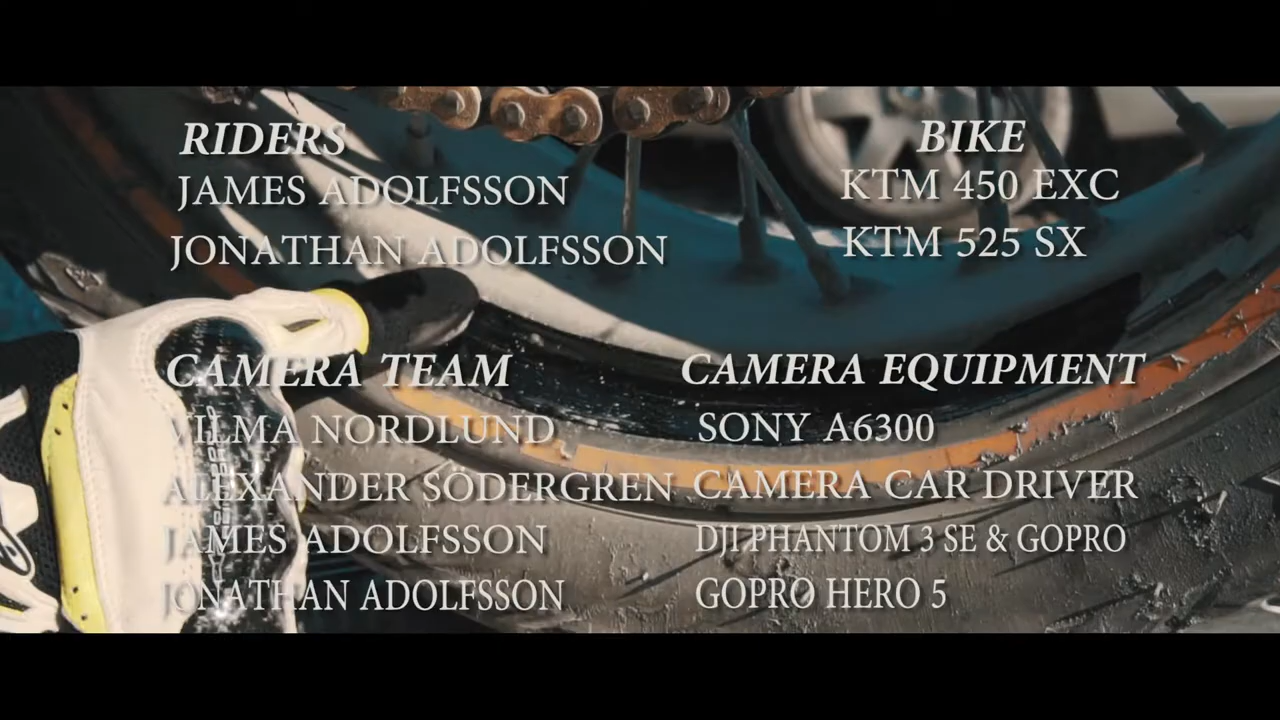 RIDERS
JAMES ADOLFSSON
JONATHAN ADOLFSSON
BIKE
KTM 450 EXC
KTM 525 SX
CAMERA TEAM
VILMA NORDLUND
ALEXANDER SÖDERGREN
JAMES ADOLFSSON
JONATHAN ADOLFSSON
CAMERA EQUIPMENT
SONY A6300
CAMERA CAR DRIVER
DJI PHANTOM 3 SE & GOPRO
GOPRO HERO 5